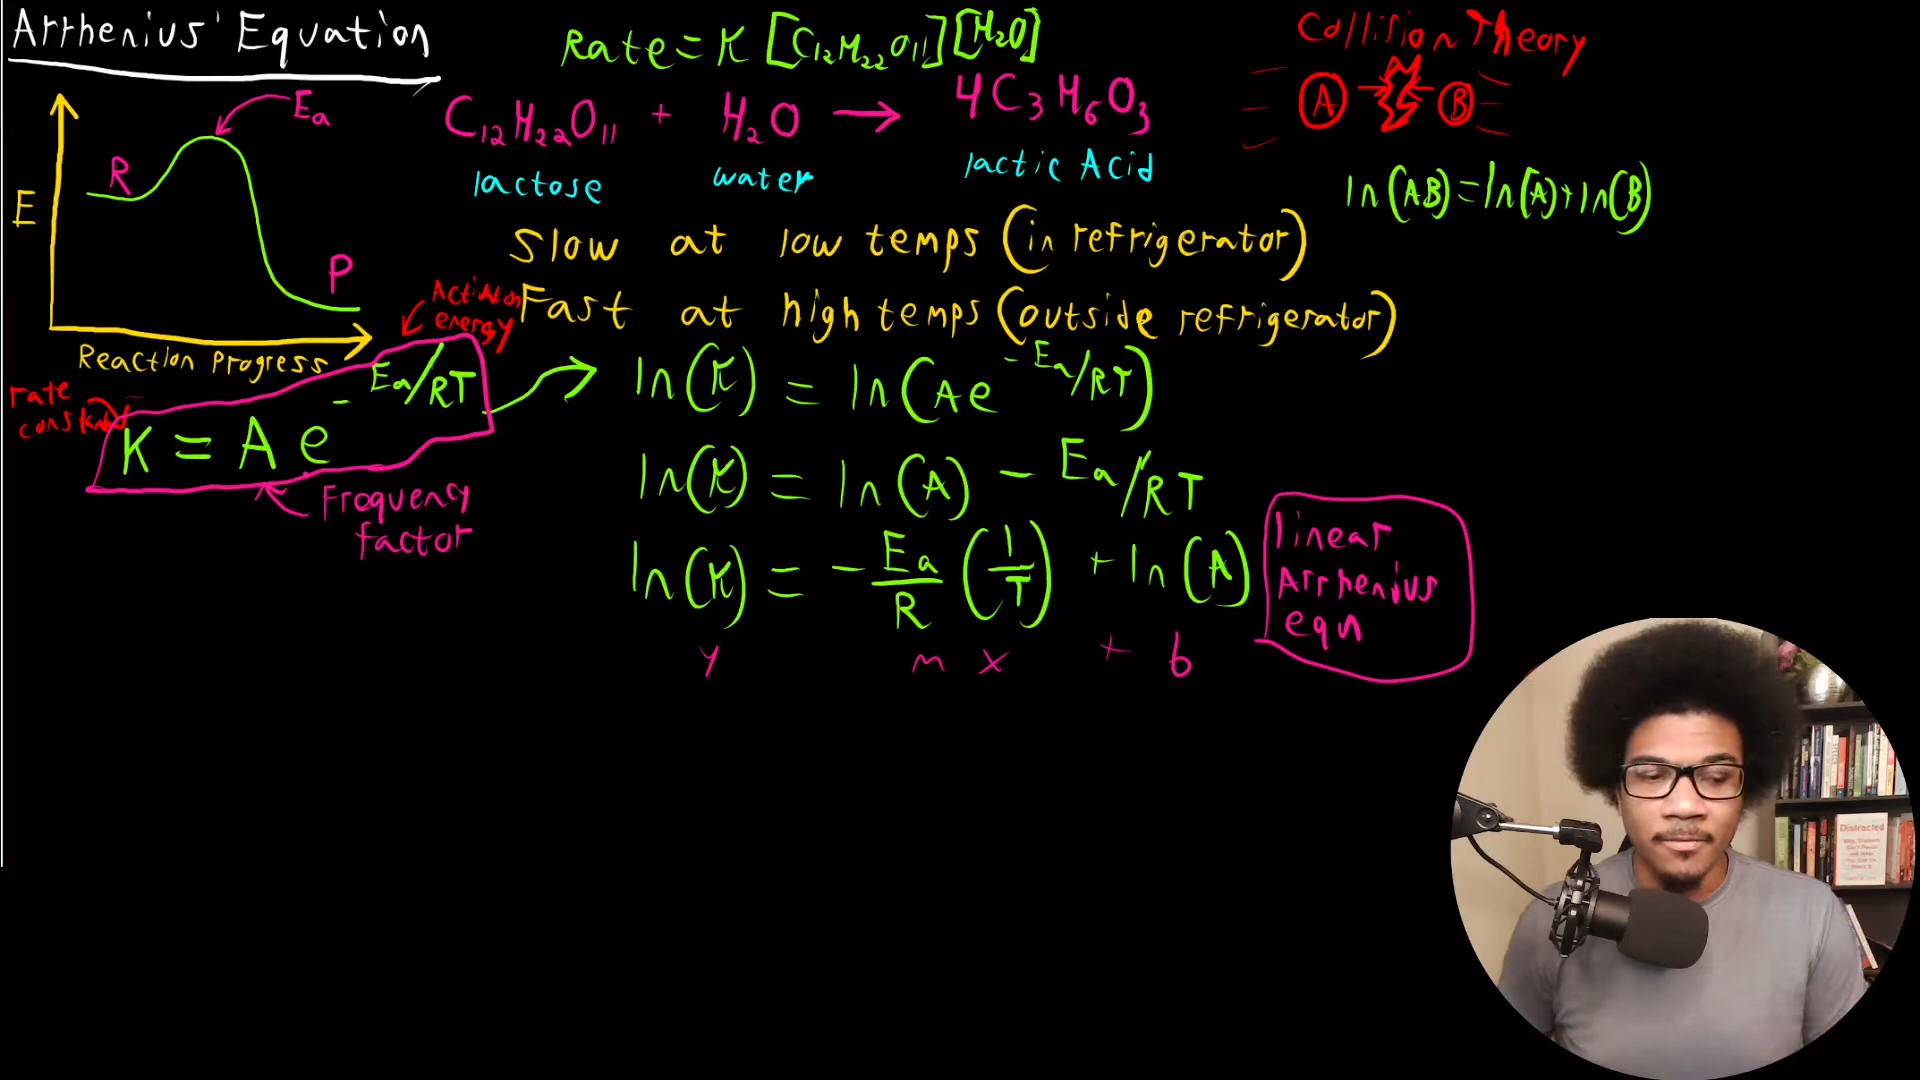 Arrhenius' Equation
Rate = K [C₁₂H₂₂O₁₁][H₂O]
C₁₂H₂₂O₁₁ + H₂O → 4C₃H₆O₃
lactose water lactic Acid
Collision Theory
A B
ln(AB) = ln(A) + ln(B)
Ea
R
E
P
Reaction Progress
slow at low temps (in refrigerator)
Fast at high temps (outside refrigerator)
Activation
energy
rate
constant
K = A e^(-Ea/RT)
Frequency
factor
ln(K) = ln(Ae^(-Ea/RT))
ln(K) = ln(A) - Ea/RT
ln(K) = -Ea/R (1/T) + ln(A)
y m x + b
linear
Arrhenius
eqn
Distracted